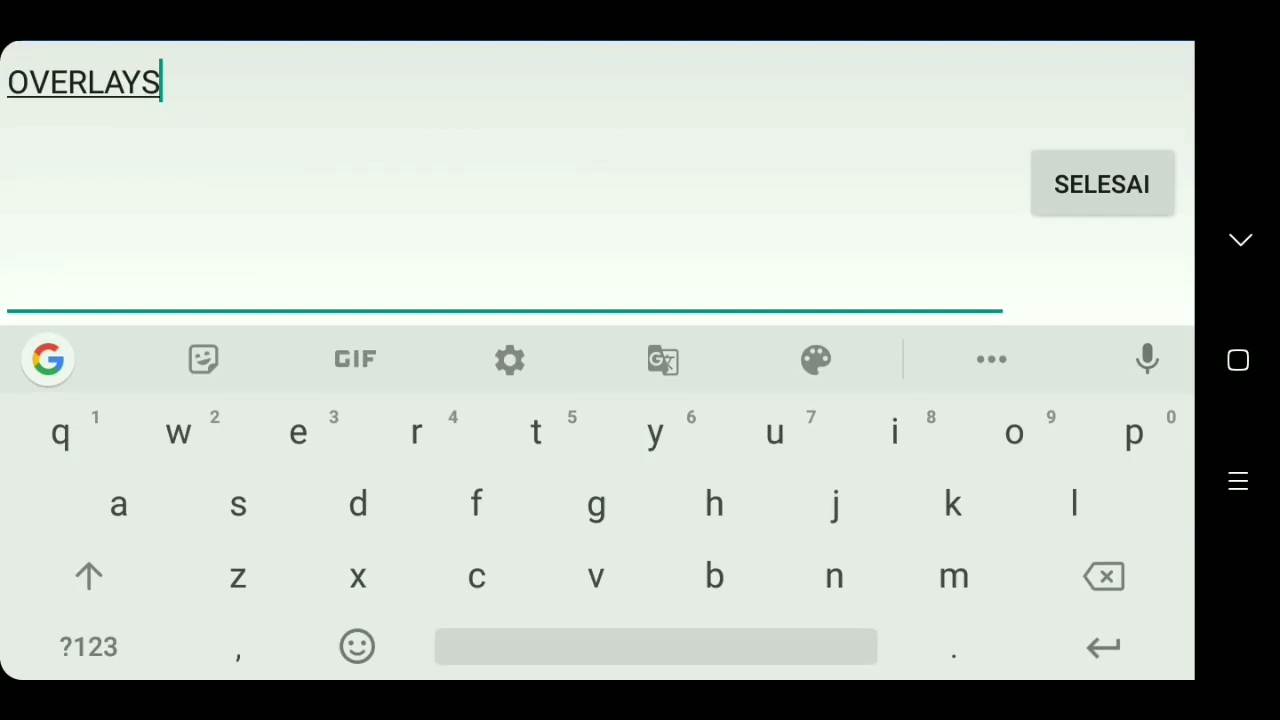 OVERLAYS
SELESAI
G GIF G
q 1 w 2 e 3 r 4 t 5 y 6 u 7 i 8 o 9 p 0
a s d f g h j k l
z x c v b n m
?123 , .